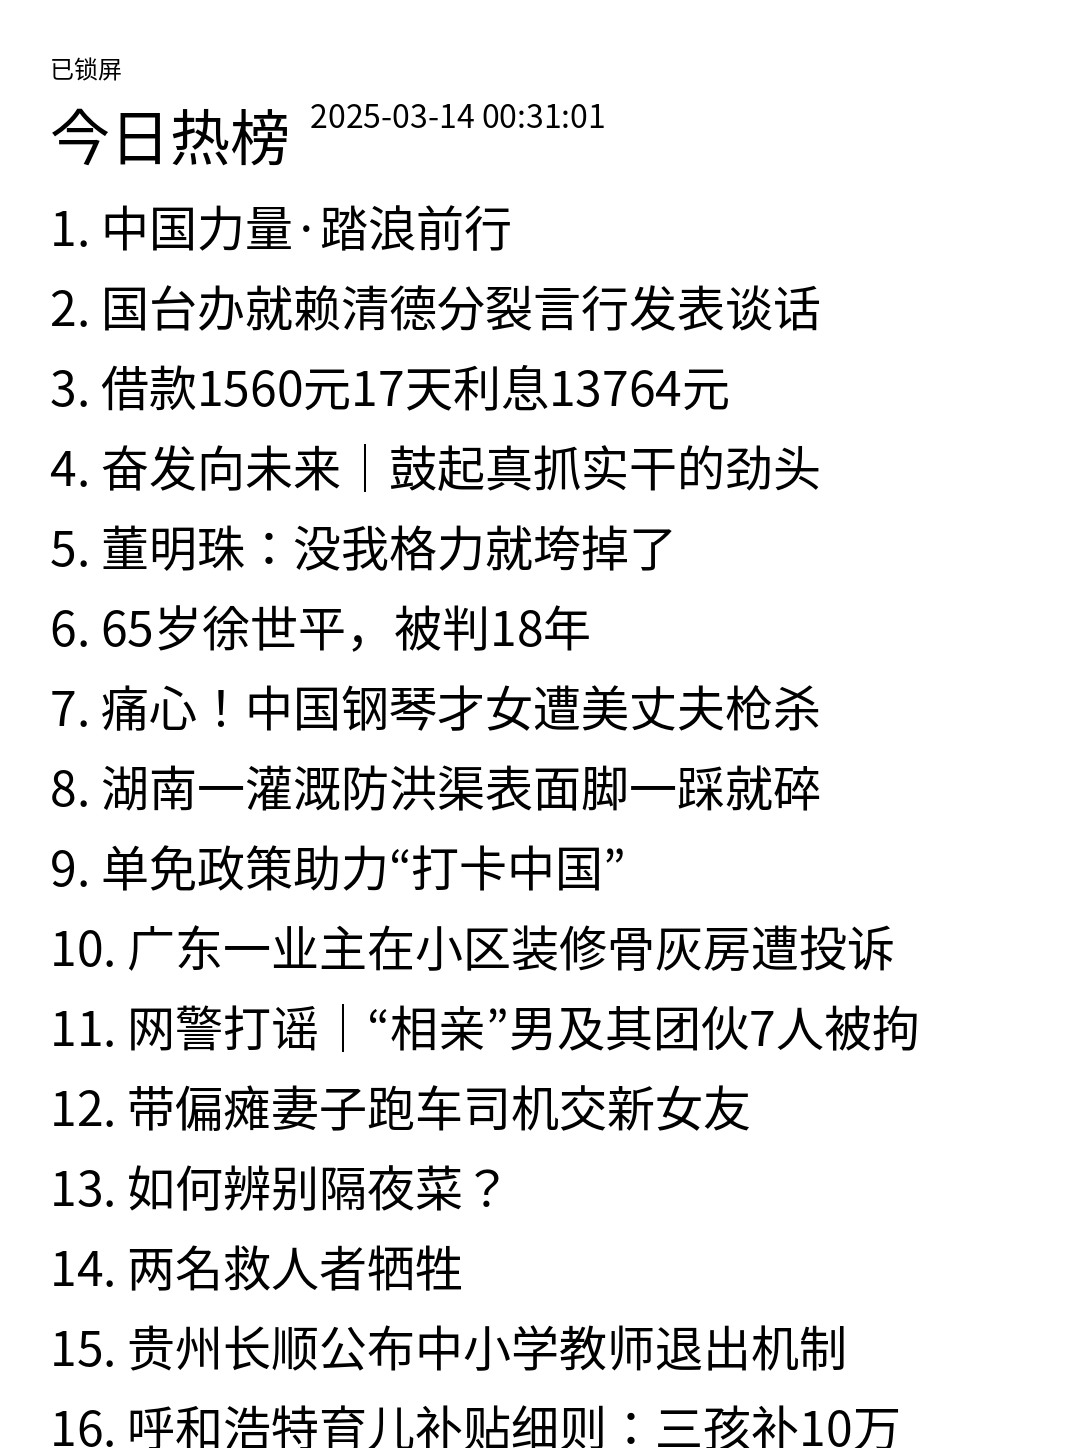 已锁屏
今日热榜 2025-03-14 00:31:01
1. 中国力量·踏浪前行
2. 国台办就赖清德分裂言行发表谈话
3. 借款1560元17天利息13764元
4. 奋发向未来｜鼓起真抓实干的劲头
5. 董明珠：没我格力就垮掉了
6. 65岁徐世平，被判18年
7. 痛心！中国钢琴才女遭美丈夫枪杀
8. 湖南一灌溉防洪渠表面脚一踩就碎
9. 单免政策助力“打卡中国”
10. 广东一业主在小区装修骨灰房遭投诉
11. 网警打谣｜“相亲”男及其团伙7人被拘
12. 带偏瘫妻子跑车司机交新女友
13. 如何辨别隔夜菜？
14. 两名救人者牺牲
15. 贵州长顺公布中小学教师退出机制
16. 呼和浩特育儿补贴细则：三孩补10万